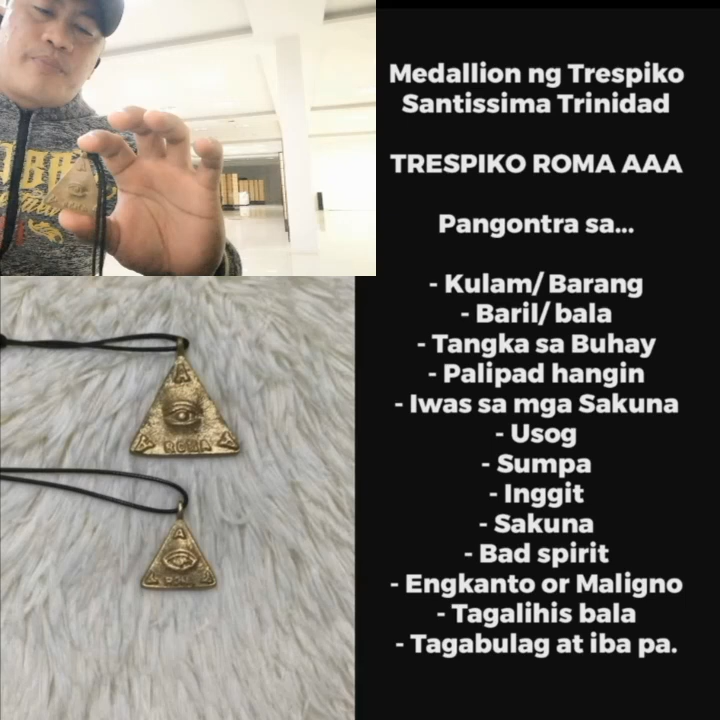 Medallion ng Trespiko
Santissima Trinidad
TRESPIKO ROMA AAA
Pangontra sa...
- Kulam/ Barang
- Baril/ bala
- Tangka sa Buhay
- Palipad hangin
- Iwas sa mga Sakuna
- Usog
- Sumpa
- Inggit
- Sakuna
- Bad spirit
- Engkanto or Maligno
- Tagalihis bala
- Tagabulag at iba pa.
A
A ROMA A
A